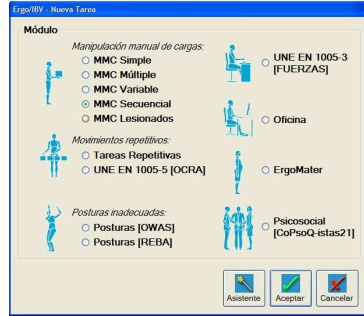 Ergo/IBV - Nueva Tarea
Módulo
Manipulación manual de cargas:
MMC Simple
MMC Múltiple
MMC Variable
MMC Secuencial
MMC Lesionados
Movimientos repetitivos:
Tareas Repetitivas
UNE EN 1005-5 [OCRA]
Posturas inadecuadas:
Posturas [OWAS]
Posturas [REBA]
UNE EN 1005-3
[FUERZAS]
Oficina
ErgoMater
Psicosocial
[CoPsoQ-istas21]
Asistente
Aceptar
Cancelar